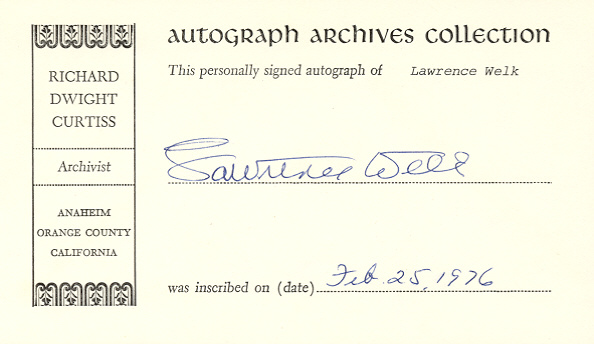 RICHARD
DWIGHT
CURTISS
Archivist
ANAHEIM
ORANGE COUNTY
CALIFORNIA
autograph archives collection
This personally signed autograph of Lawrence Welk
Lawrence Welk
was inscribed on (date) Feb. 25, 1976